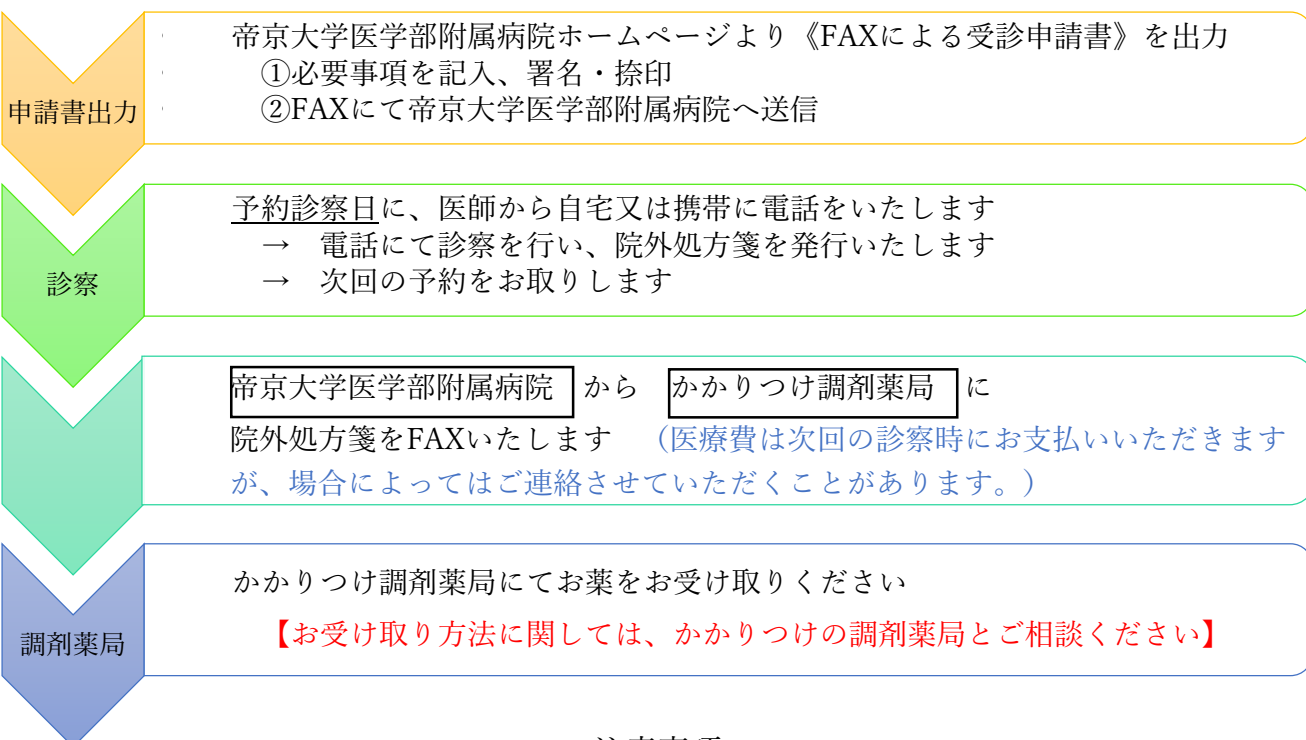 申請書出力
帝京大学医学部附属病院ホームページより《FAXによる受診申請書》を出力
①必要事項を記入、署名・捺印
②FAXにて帝京大学医学部附属病院へ送信
診察
予約診察日に、医師から自宅又は携帯に電話をいたします
→ 電話にて診察を行い、院外処方箋を発行いたします
→ 次回の予約をお取りします
帝京大学医学部附属病院 から かかりつけ調剤薬局 に
院外処方箋をFAXいたします (医療費は次回の診察時にお支払いいただきます
が、場合によってはご連絡させていただくことがあります。)
調剤薬局
かかりつけ調剤薬局にてお薬をお受け取りください
【お受け取り方法に関しては、かかりつけの調剤薬局とご相談ください】